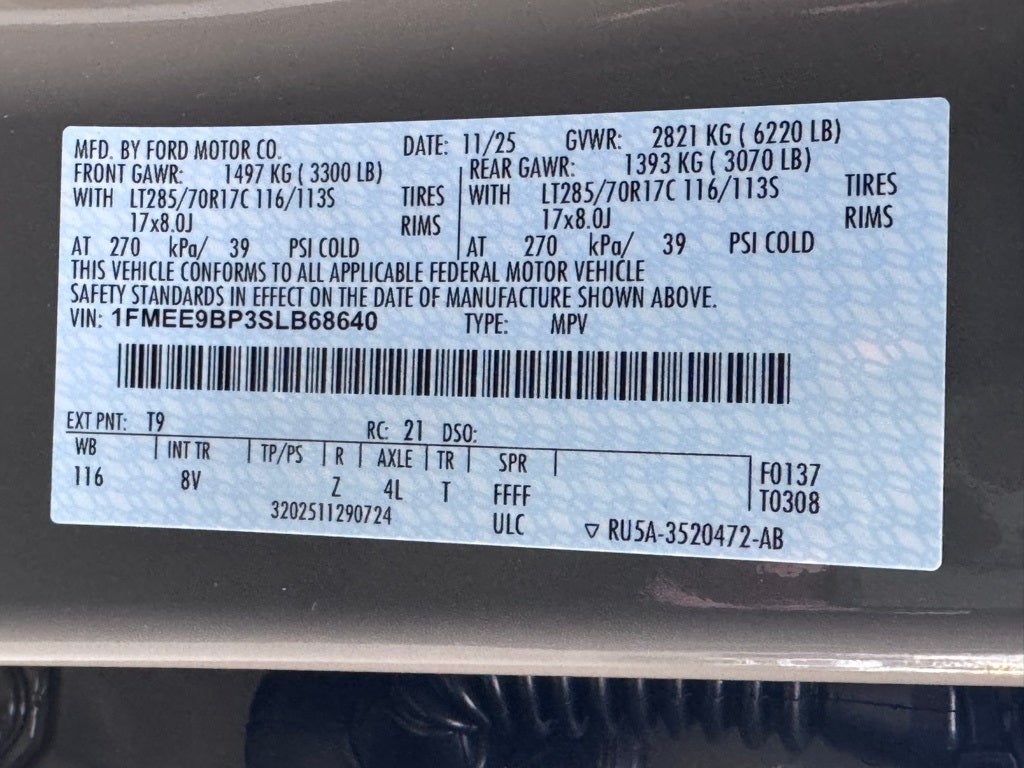 MFD. BY FORD MOTOR CO. DATE: 11/25 GVWR: 2821 KG ( 6220 LB)
FRONT GAWR: 1497 KG ( 3300 LB) REAR GAWR: 1393 KG ( 3070 LB)
WITH LT285/70R17C 116/113S TIRES WITH LT285/70R17C 116/113S TIRES
17x8.0J RIMS 17x8.0J RIMS
AT 270 kPa/ 39 PSI COLD AT 270 kPa/ 39 PSI COLD
THIS VEHICLE CONFORMS TO ALL APPLICABLE FEDERAL MOTOR VEHICLE
SAFETY STANDARDS IN EFFECT ON THE DATE OF MANUFACTURE SHOWN ABOVE.
VIN: 1FMEE9BP3SLB68640 TYPE: MPV
EXT PNT: T9 RC: 21 DSO:
WB INT TR TP/PS R AXLE TR SPR F0137
116 8V Z 4L T FFFF T0308
3202511290724 ULC ▽ RU5A-3520472-AB